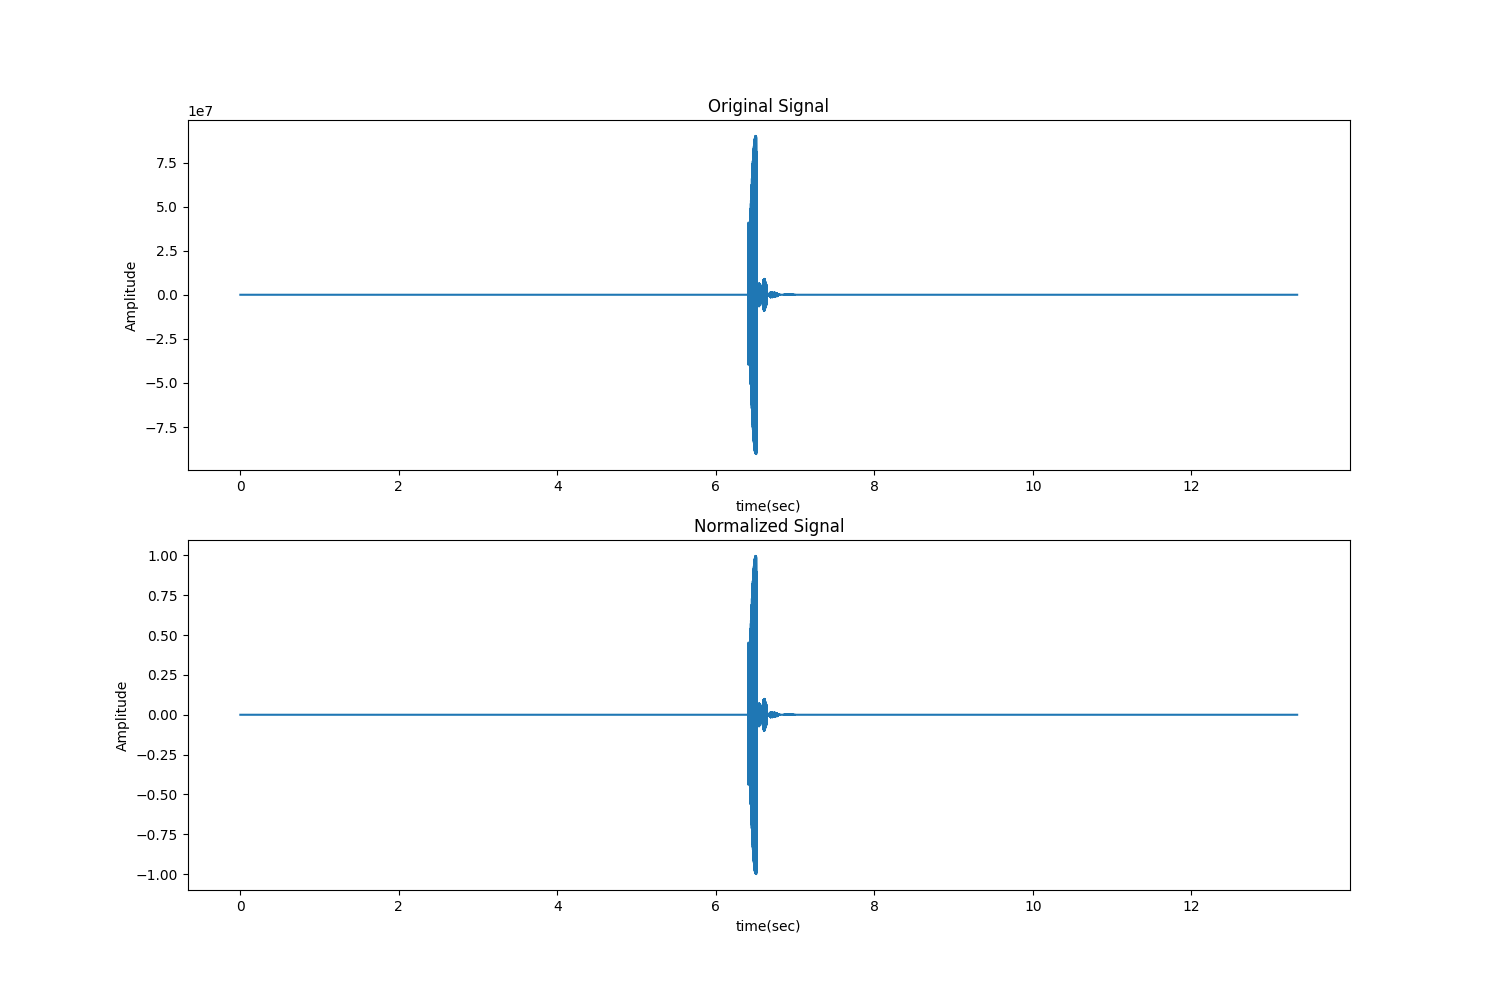 Original Signal
1e7
7.5
5.0
2.5
0.0
−2.5
−5.0
−7.5
Amplitude
0 2 4 6 8 10 12
time(sec)
Normalized Signal
1.00
0.75
0.50
0.25
0.00
−0.25
−0.50
−0.75
−1.00
Amplitude
0 2 4 6 8 10 12
time(sec)